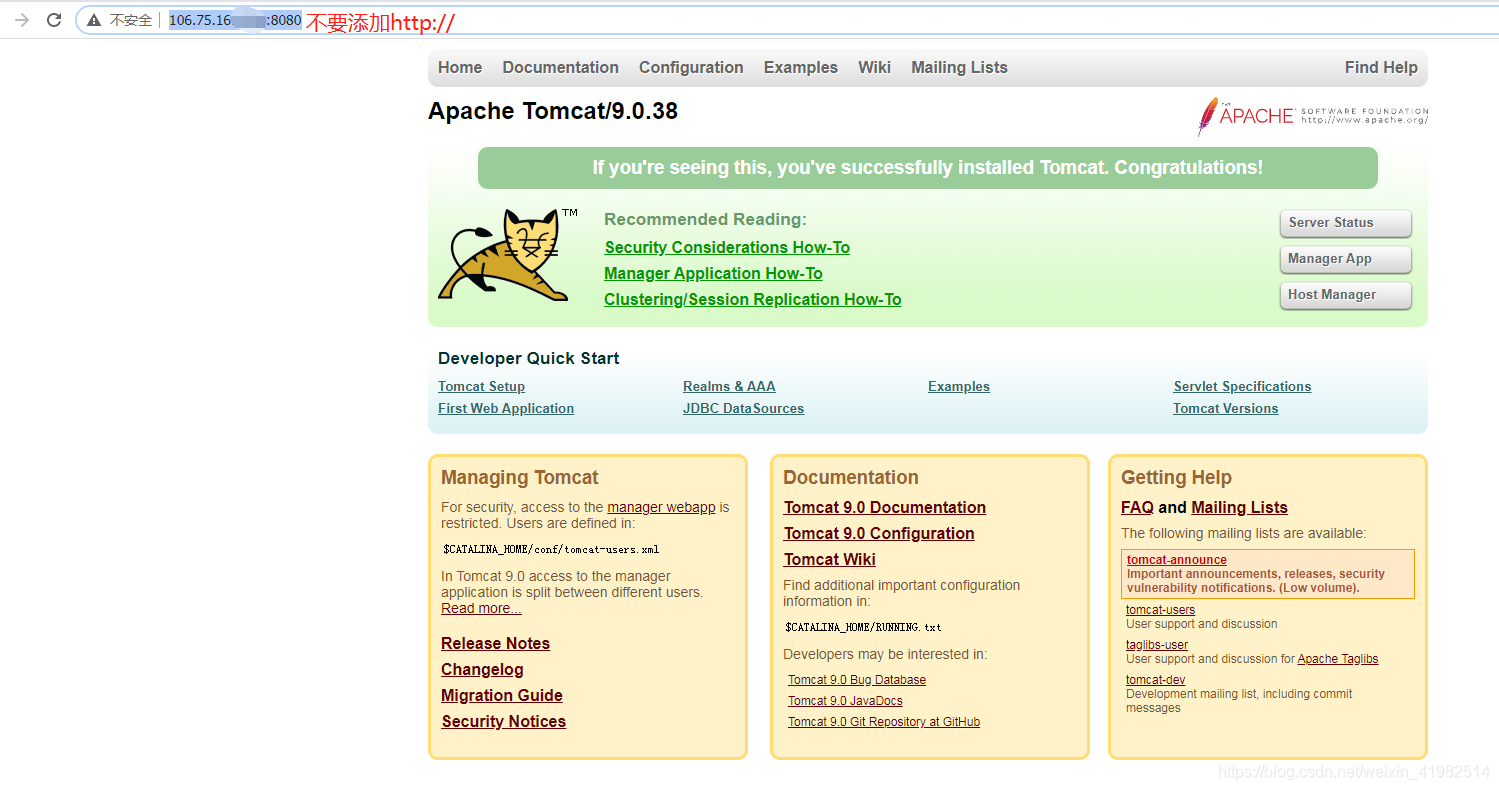 不安全 106.75.16 :8080 不要添加http://
Home Documentation Configuration Examples Wiki Mailing Lists Find Help
Apache Tomcat/9.0.38
THE
APACHE SOFTWARE FOUNDATION
http://www.apache.org/
If you're seeing this, you've successfully installed Tomcat. Congratulations!
TM
Recommended Reading:
Security Considerations How-To
Manager Application How-To
Clustering/Session Replication How-To
Server Status
Manager App
Host Manager
Developer Quick Start
Tomcat Setup
First Web Application
Realms & AAA
JDBC DataSources
Examples
Servlet Specifications
Tomcat Versions
Managing Tomcat
For security, access to the manager webapp is
restricted. Users are defined in:
$CATALINA_HOME/conf/tomcat-users.xml
In Tomcat 9.0 access to the manager
application is split between different users.
Read more...
Release Notes
Changelog
Migration Guide
Security Notices
Documentation
Tomcat 9.0 Documentation
Tomcat 9.0 Configuration
Tomcat Wiki
Find additional important configuration
information in:
$CATALINA_HOME/RUNNING.txt
Developers may be interested in:
Tomcat 9.0 Bug Database
Tomcat 9.0 JavaDocs
Tomcat 9.0 Git Repository at GitHub
Getting Help
FAQ and Mailing Lists
The following mailing lists are available:
tomcat-announce
Important announcements, releases, security
vulnerability notifications. (Low volume).
tomcat-users
User support and discussion
taglibs-user
User support and discussion for Apache Taglibs
tomcat-dev
Development mailing list, including commit
messages
https://blog.csdn.net/weixin_41982514